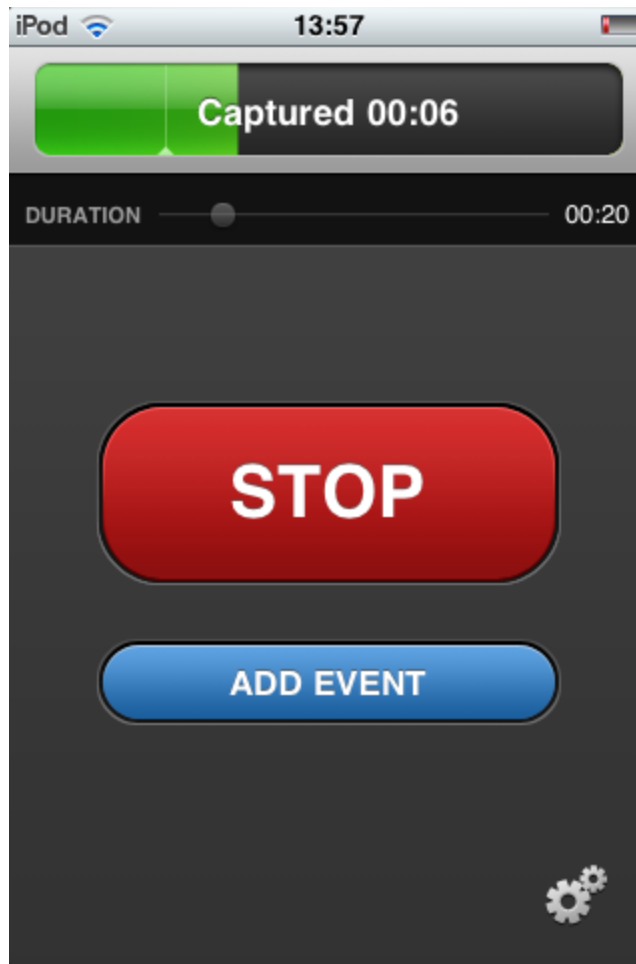 iPod 13:57
Captured 00:06
DURATION 00:20
STOP
ADD EVENT